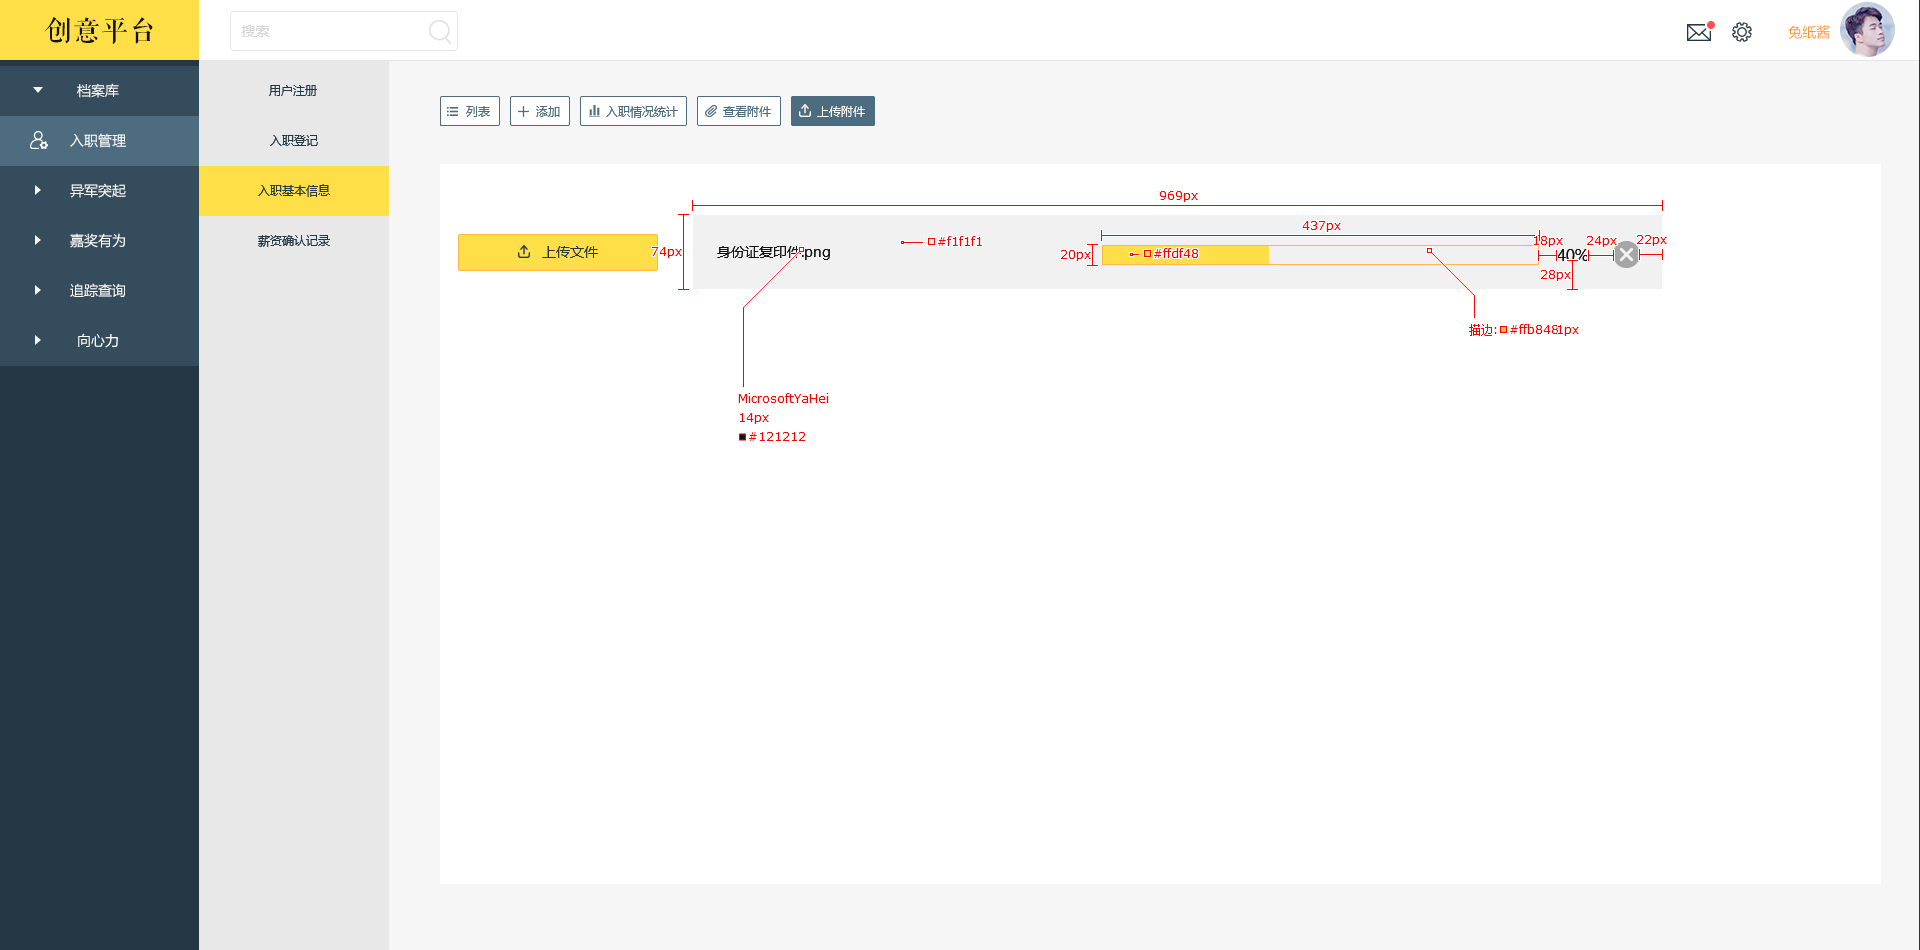 创意平台
搜索
兔纸酱
档案库
入职管理
异军突起
嘉奖有为
追踪查询
向心力
用户注册
入职登记
入职基本信息
薪资确认记录
列表
添加
入职情况统计
查看附件
上传附件
969px
437px
#f1f1f1
18px
24px
22px
上传文件
74px
身份证复印件.png
20px
#ffdf48
40%
28px
描边:
#ffb848
1px
MicrosoftYaHei
14px
#121212